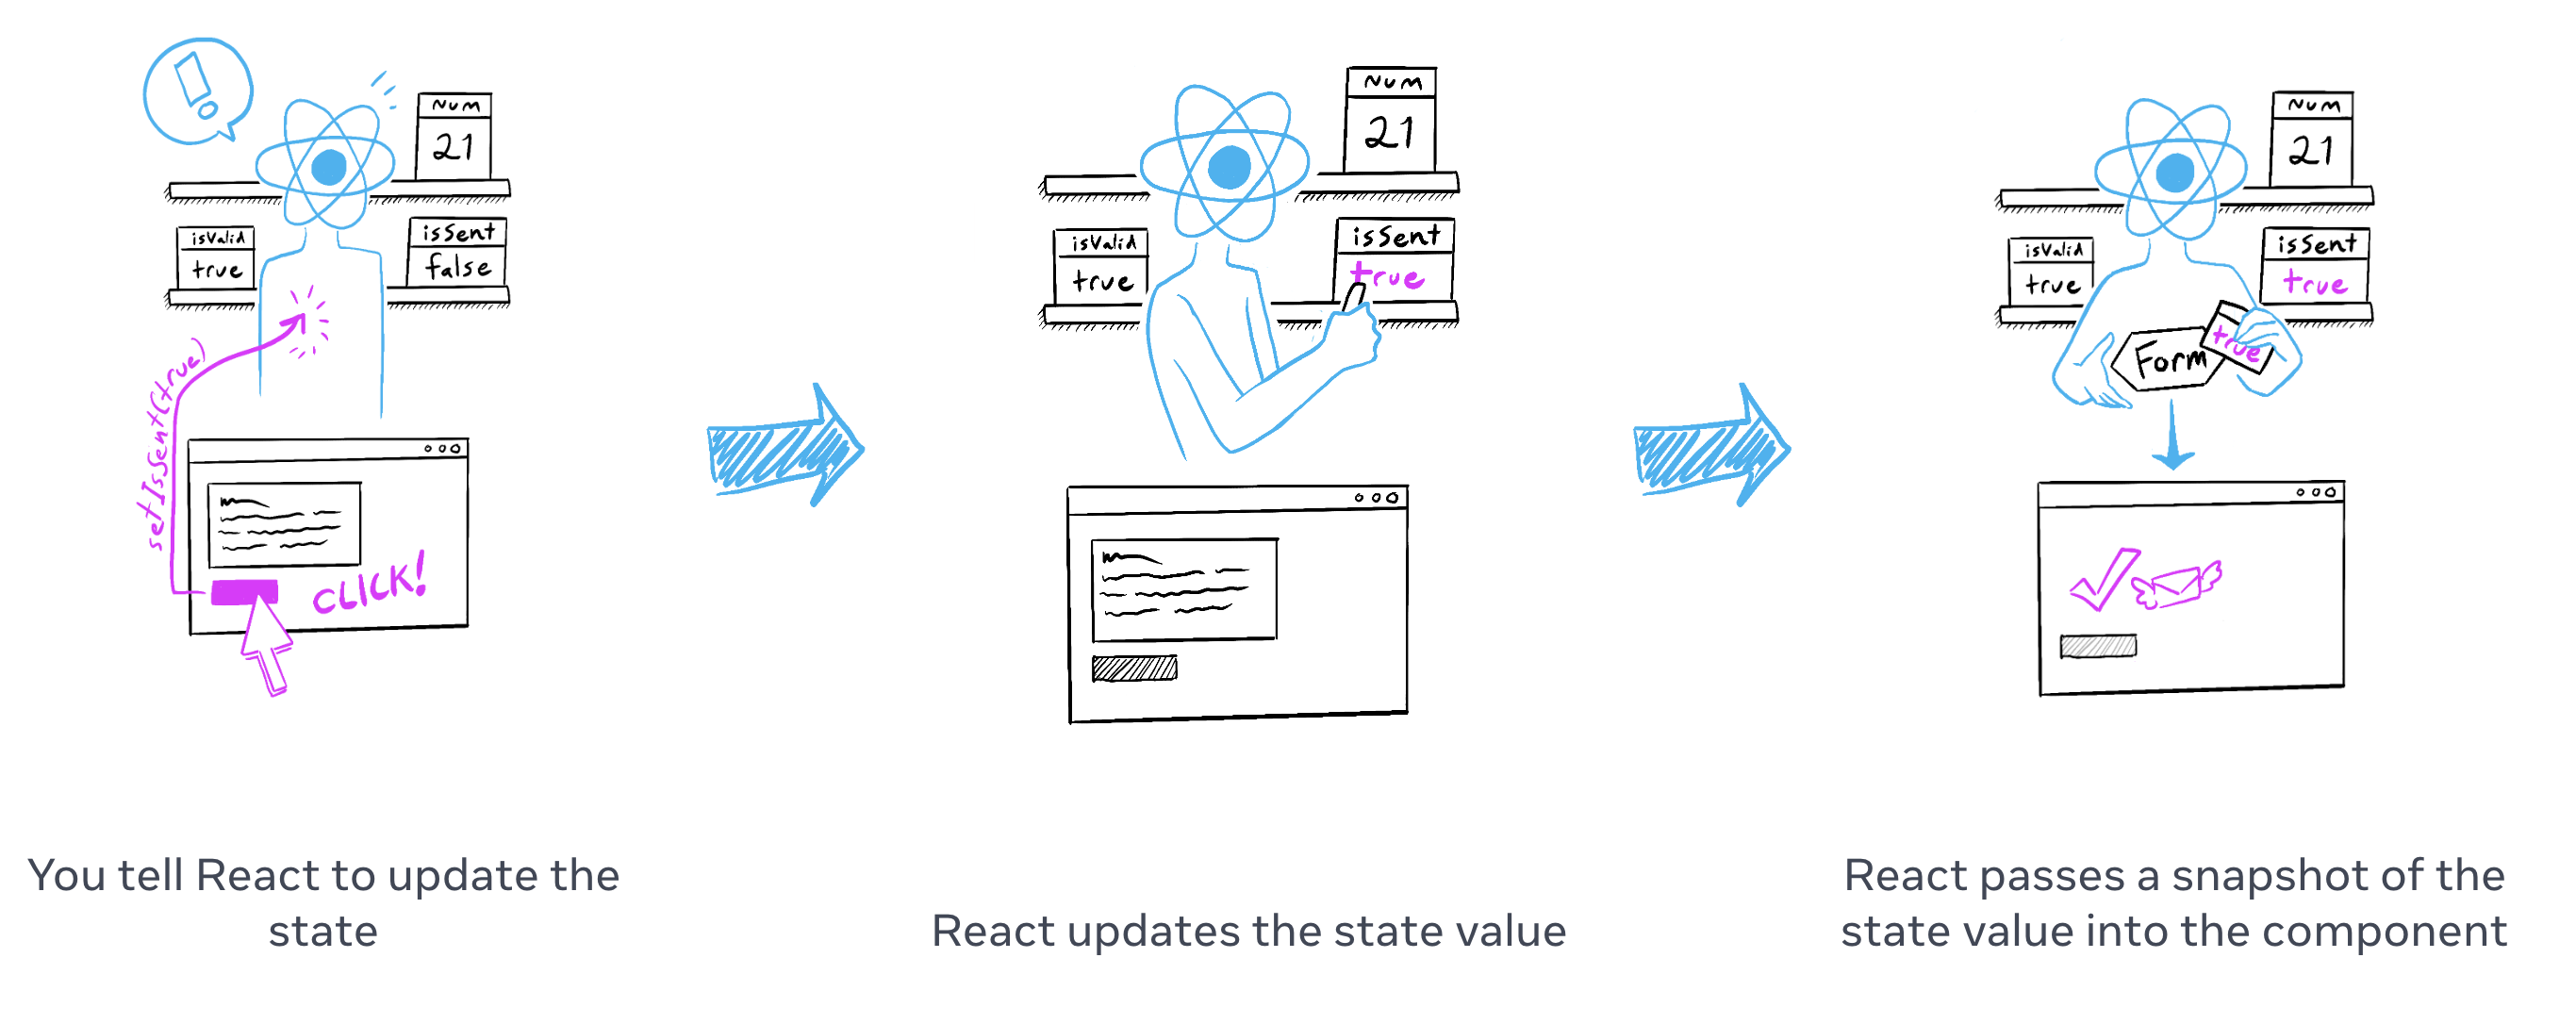 !
NUM
21
isValid
true
isSent
false
setIsSent(true)
CLICK!
You tell React to update the
state
NUM
21
isValid
true
isSent
true
React updates the state value
NUM
21
isValid
true
isSent
true
Form
true
React passes a snapshot of the
state value into the component